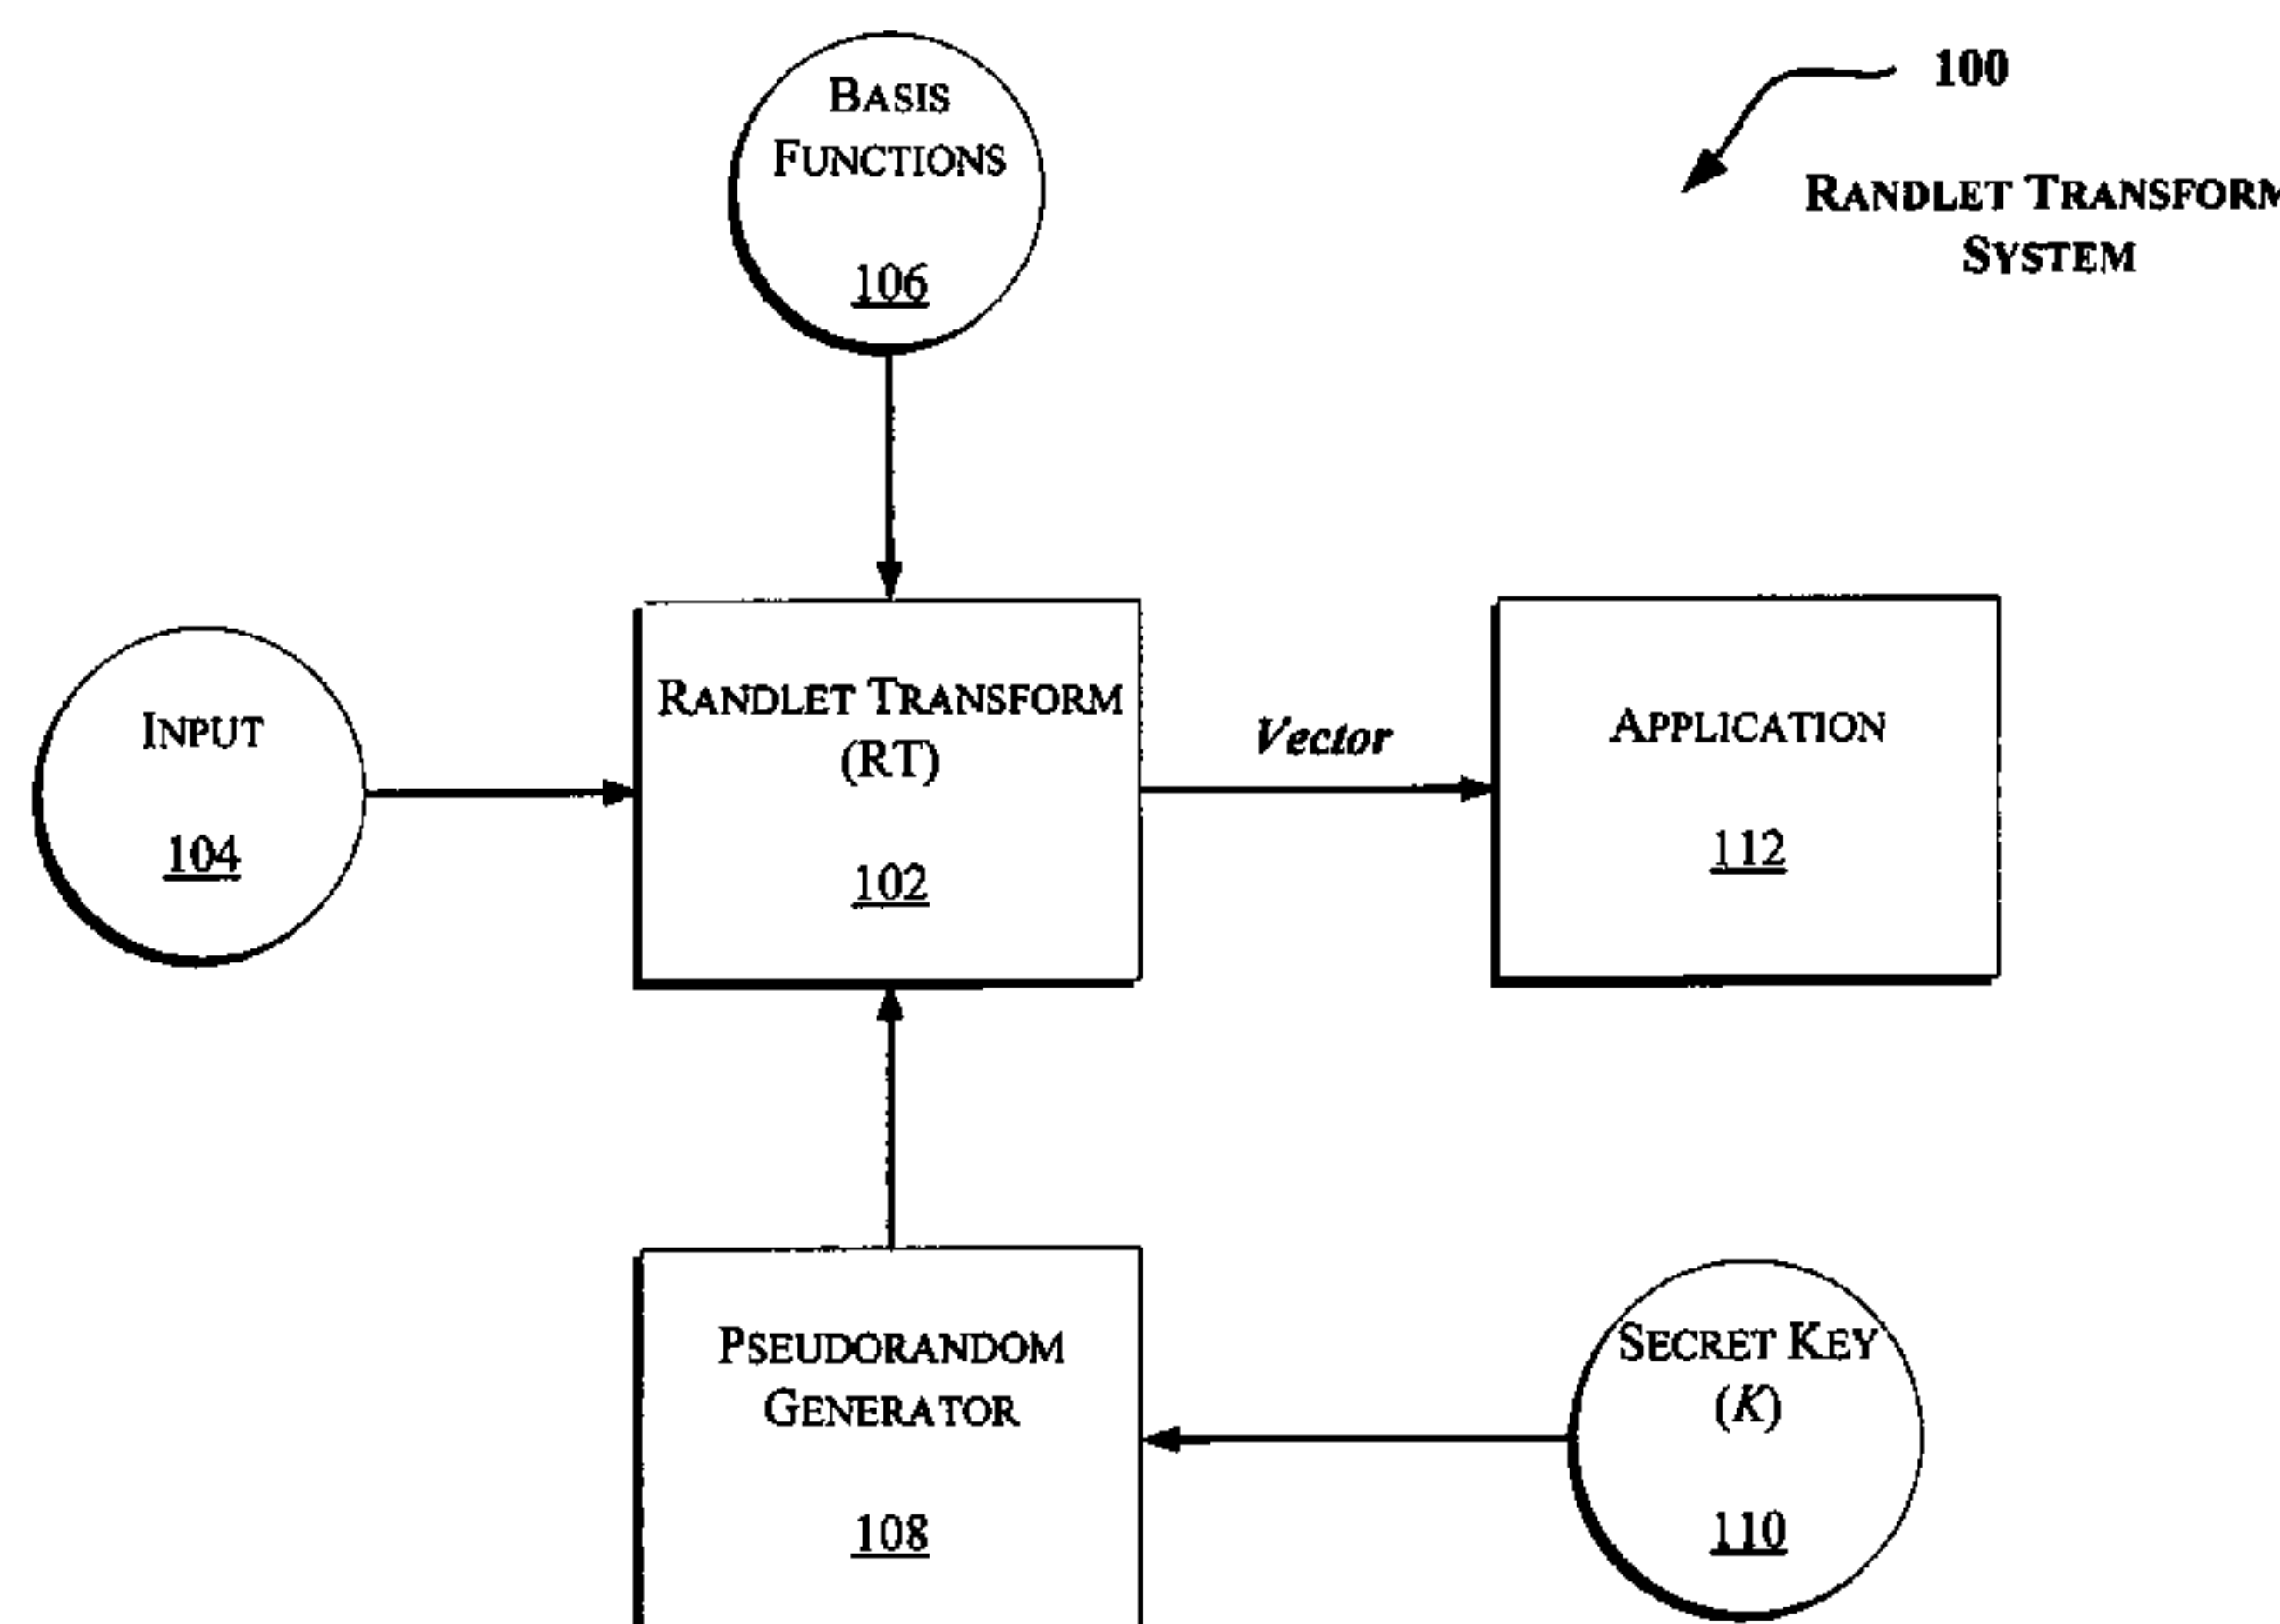 BASIS
FUNCTIONS
106
100
RANDLET TRANSFORM
SYSTEM
INPUT
104
RANDLET TRANSFORM
(RT)
102
Vector
APPLICATION
112
PSEUDORANDOM
GENERATOR
108
SECRET KEY
(K)
110